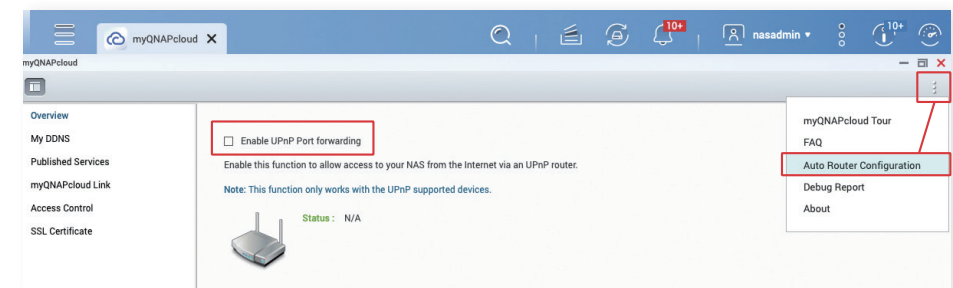 myQNAPcloud
10+
nasadmin
10+
myQNAPcloud
Overview
My DDNS
Published Services
myQNAPcloud Link
Access Control
SSL Certificate
Enable UPnP Port forwarding
Enable this function to allow access to your NAS from the Internet via an UPnP router.
Note: This function only works with the UPnP supported devices.
Status : N/A
myQNAPcloud Tour
FAQ
Auto Router Configuration
Debug Report
About